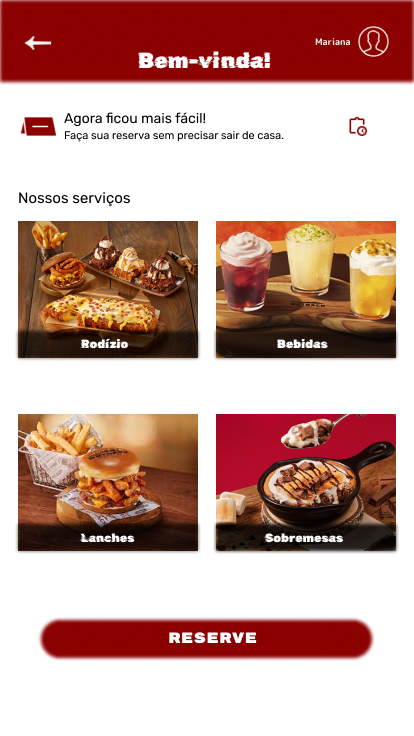 Mariana
Bem-vinda!
Agora ficou mais fácil!
Faça sua reserva sem precisar sair de casa.
Nossos serviços
Rodízio
Bebidas
Lanches
Sobremesas
RESERVE